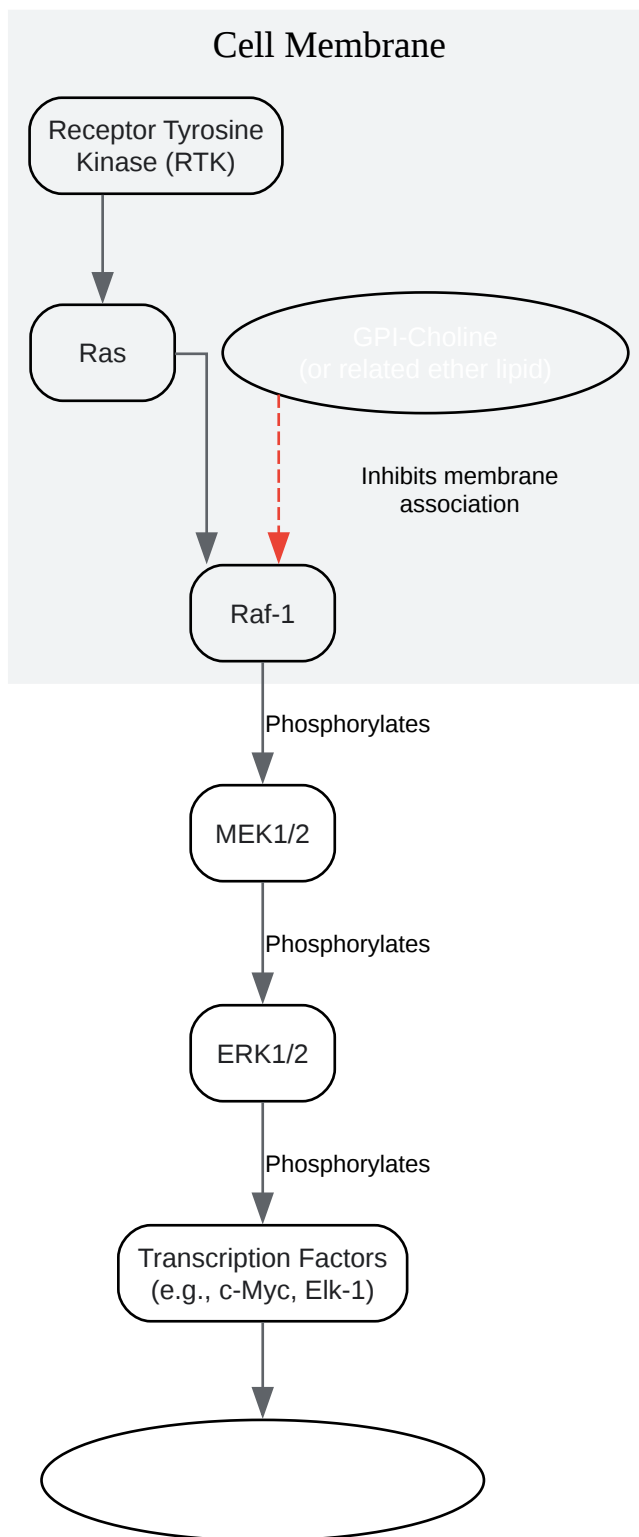 Cell Membrane
Receptor Tyrosine
Kinase (RTK)
Ras
GPI-Choline
(or related ether lipid)
Inhibits membrane
association
Raf-1
Phosphorylates
MEK1/2
Phosphorylates
ERK1/2
Phosphorylates
Transcription Factors
(e.g., c-Myc, Elk-1)